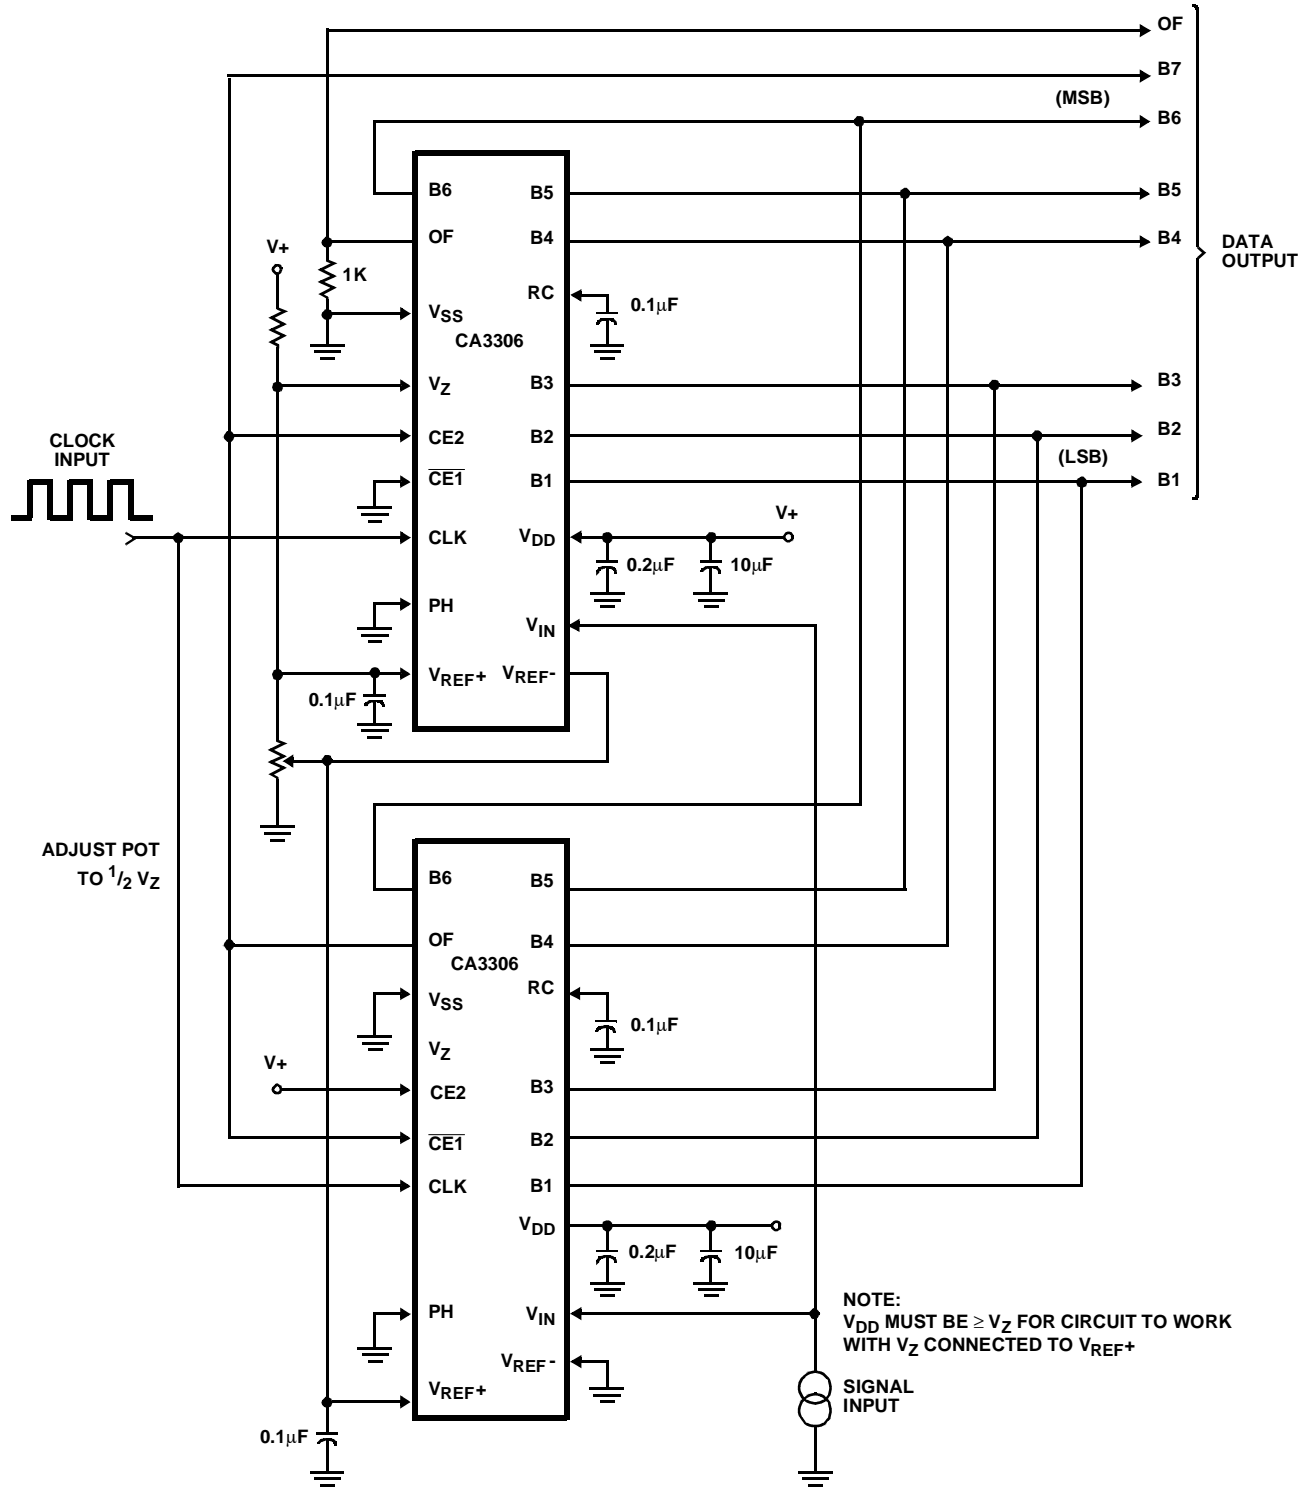 OF
B7
(MSB)
B6
B6
B5
B5
OF
B4
B4
DATA
OUTPUT
V+
1K
RC
0.1µF
VSS
CA3306
VZ
B3
B3
CLOCK
INPUT
CE2
B2
B2
(LSB)
CE1
B1
B1
V+
CLK
VDD
0.2µF
10µF
PH
VIN
VREF+
VREF-
0.1µF
ADJUST POT
TO 1/2 VZ
B6
B5
OF
B4
CA3306
RC
VSS
0.1µF
VZ
V+
CE2
B3
CE1
B2
CLK
B1
VDD
0.2µF
10µF
PH
VIN
NOTE:
VDD MUST BE ≥ VZ FOR CIRCUIT TO WORK
WITH VZ CONNECTED TO VREF+
VREF-
VREF+
SIGNAL
INPUT
0.1µF